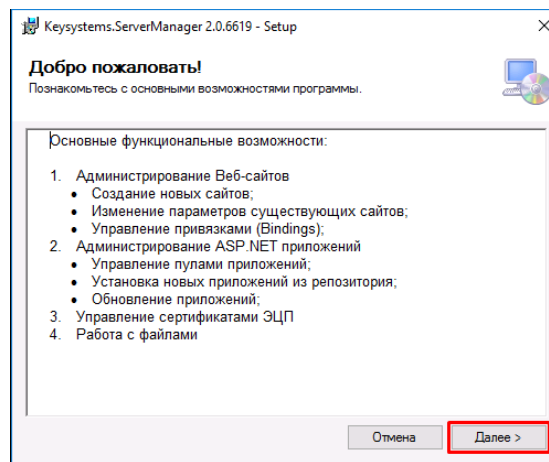 Keysystems.ServerManager 2.0.6619 - Setup
Добро пожаловать!
Познакомьтесь с основными возможностями программы.
Основные функциональные возможности:
1. Администрирование Веб-сайтов
• Создание новых сайтов;
• Изменение параметров существующих сайтов;
• Управление привязками (Bindings);
2. Администрирование ASP.NET приложений
• Управление пулами приложений;
• Установка новых приложений из репозитория;
• Обновление приложений;
3. Управление сертификатами ЭЦП
4. Работа с файлами
Отмена
Далее >